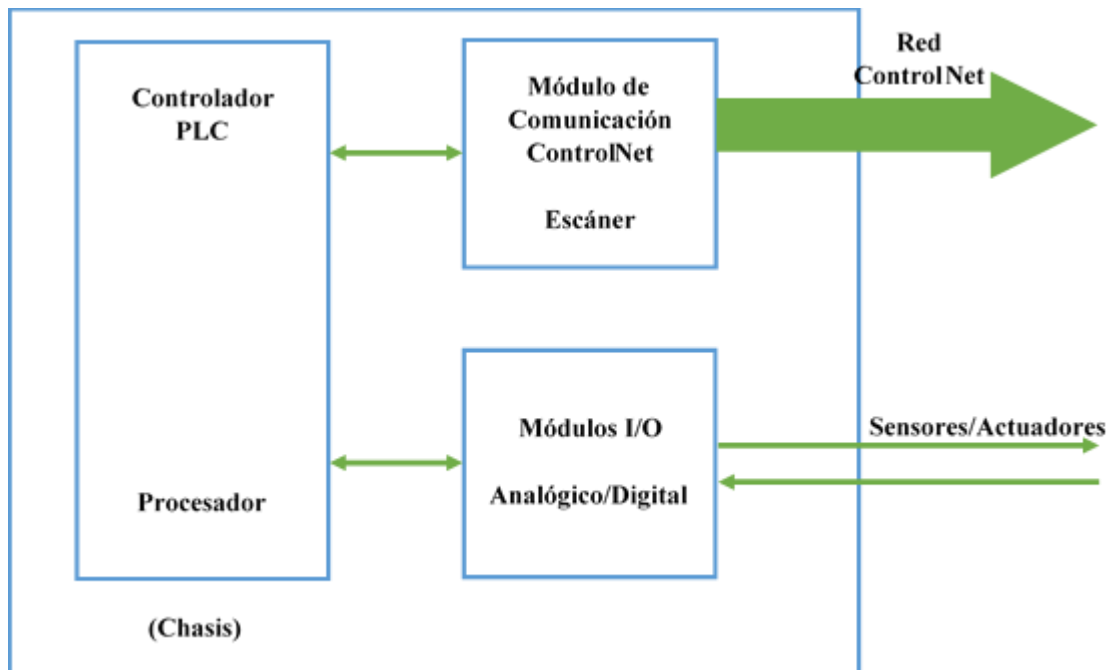 Controlador
PLC
Procesador
(Chasis)
Módulo de
Comunicación
ControlNet
Escáner
Módulos I/O
Analógico/Digital
Red
ControlNet
Sensores/Actuadores